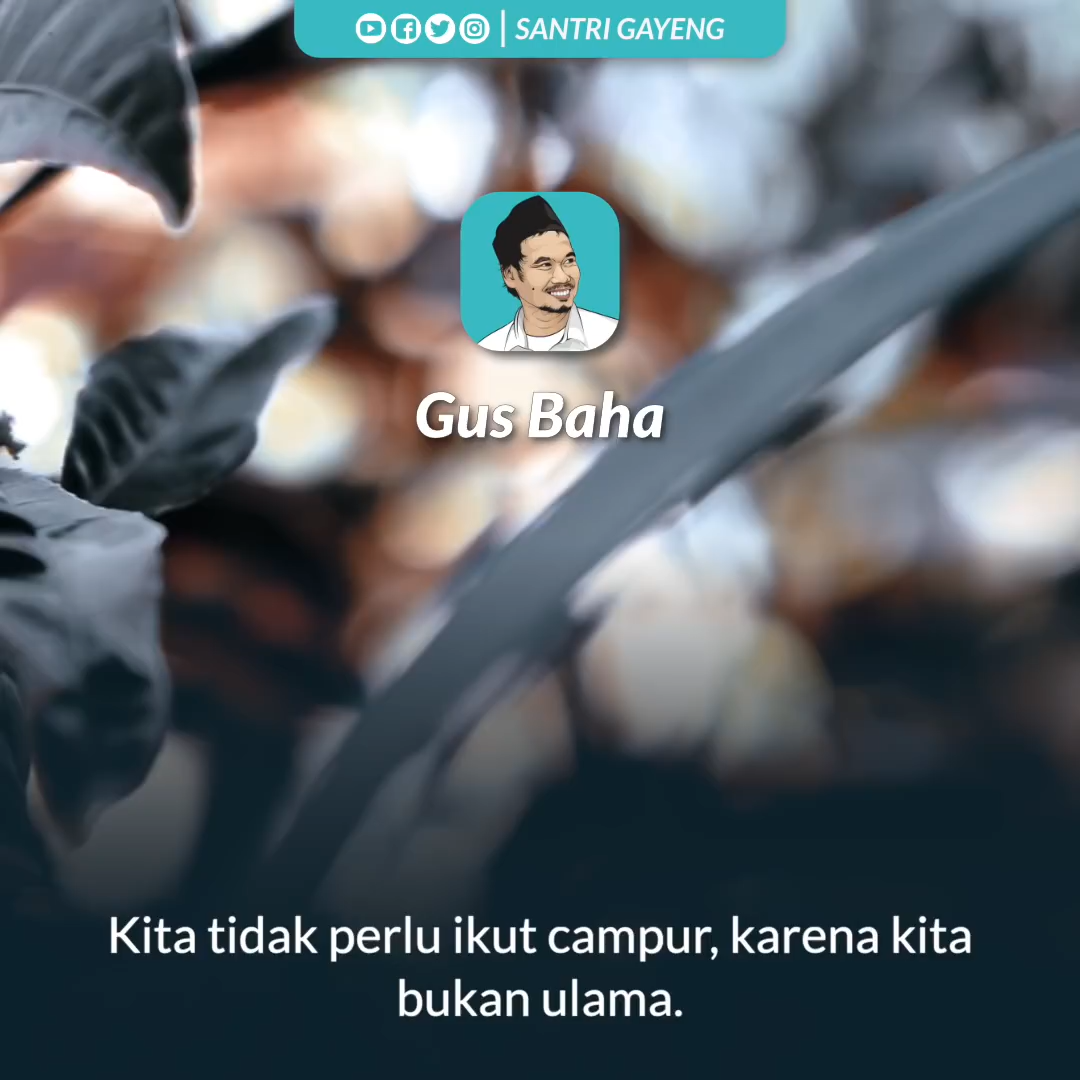 | SANTRI GAYENG
Gus Baha
Kita tidak perlu ikut campur, karena kita
bukan ulama.